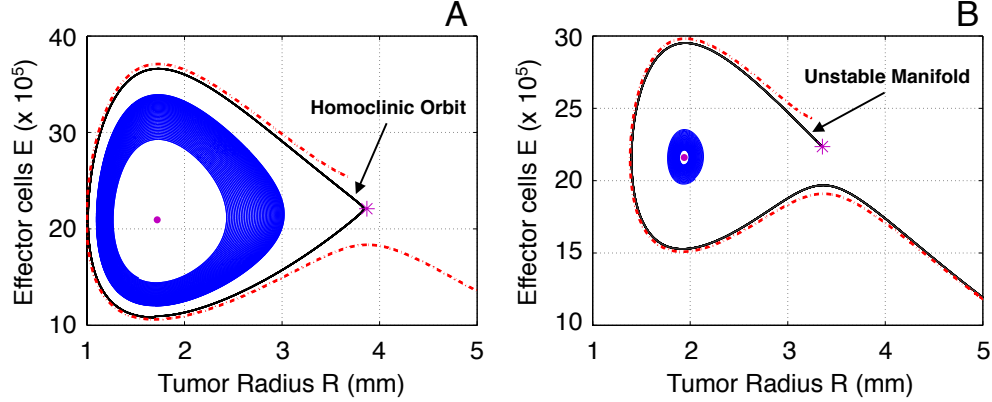 A
40
30
20
10
Effector cells E (x 10⁵)
Homoclinic Orbit
1 2 3 4 5
Tumor Radius R (mm)
B
30
25
20
15
10
Effector cells E (x 10⁵)
Unstable Manifold
1 2 3 4 5
Tumor Radius R (mm)